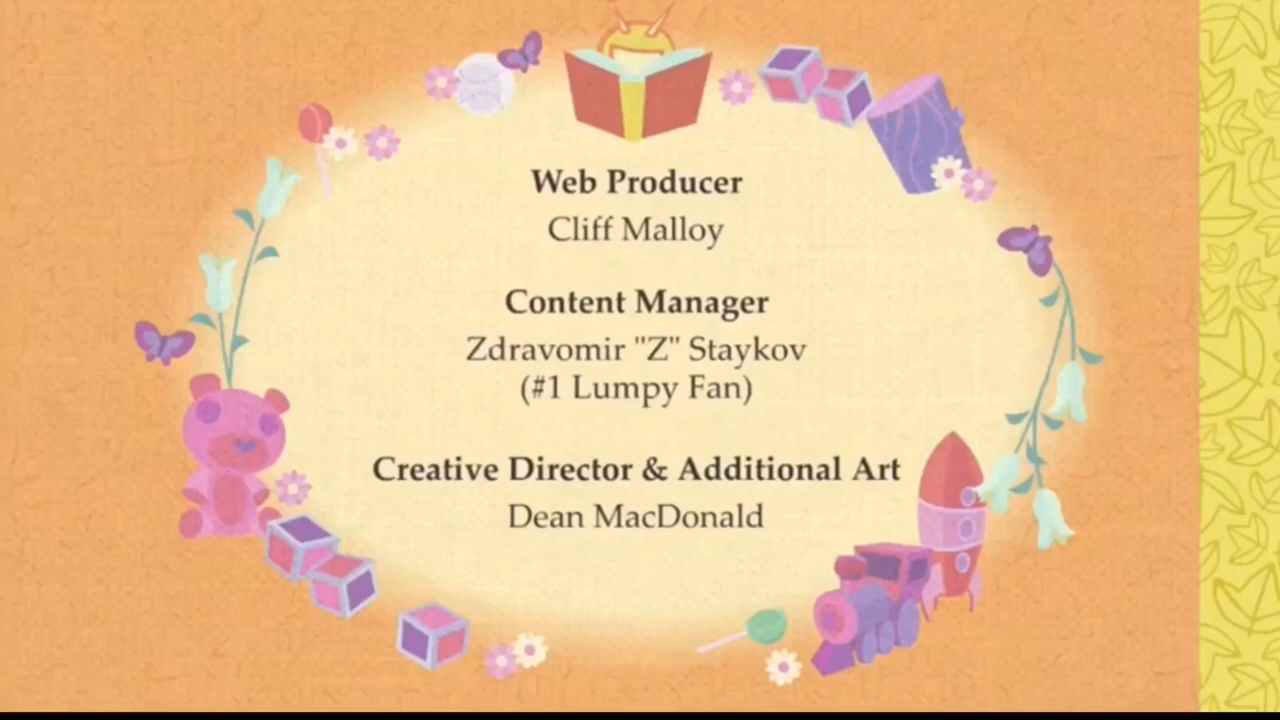 Web Producer
Cliff Malloy
Content Manager
Zdravomir "Z" Staykov
(#1 Lumpy Fan)
Creative Director & Additional Art
Dean MacDonald